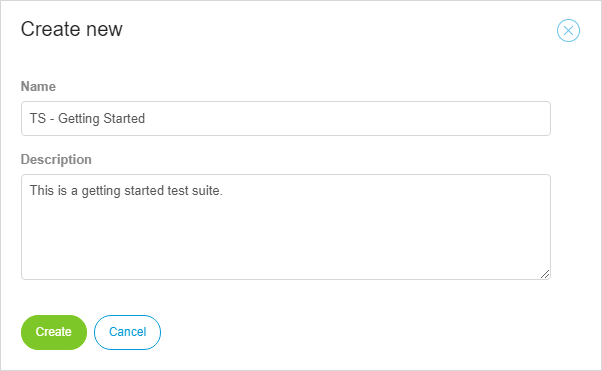 Create new
Name
TS - Getting Started
Description
This is a getting started test suite.
Create
Cancel